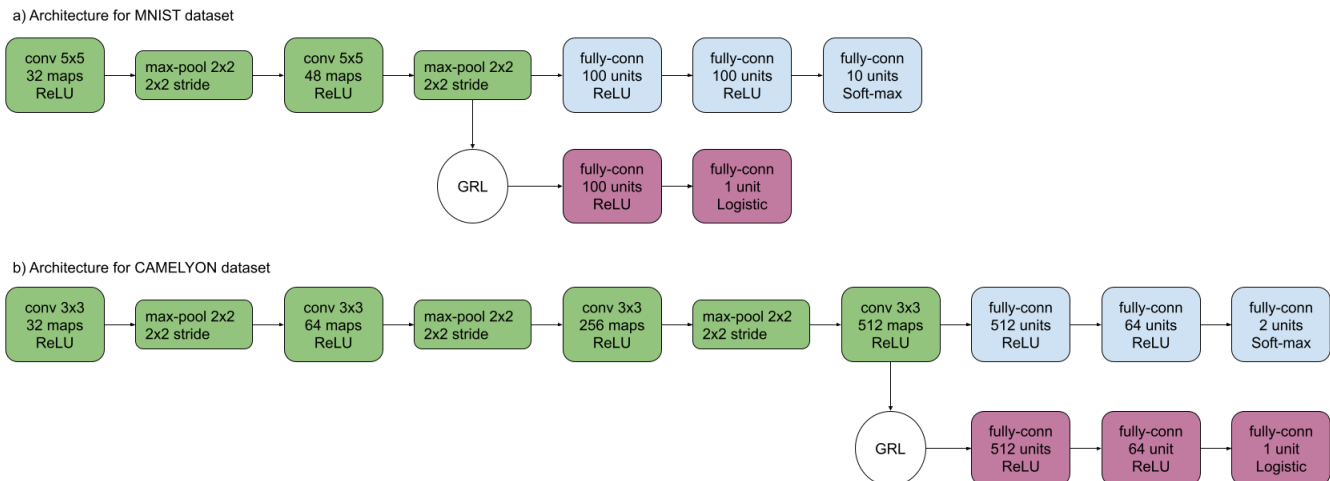 a) Architecture for MNIST dataset
conv 5x5
32 maps
ReLU
max-pool 2x2
2x2 stride
conv 5x5
48 maps
ReLU
max-pool 2x2
2x2 stride
fully-conn
100 units
ReLU
fully-conn
100 units
ReLU
fully-conn
10 units
Soft-max
GRL
fully-conn
100 units
ReLU
fully-conn
1 unit
Logistic
b) Architecture for CAMELYON dataset
conv 3x3
32 maps
ReLU
max-pool 2x2
2x2 stride
conv 3x3
64 maps
ReLU
max-pool 2x2
2x2 stride
conv 3x3
256 maps
ReLU
max-pool 2x2
2x2 stride
conv 3x3
512 maps
ReLU
fully-conn
512 units
ReLU
fully-conn
64 units
ReLU
fully-conn
2 units
Soft-max
GRL
fully-conn
512 units
ReLU
fully-conn
64 unit
ReLU
fully-conn
1 unit
Logistic